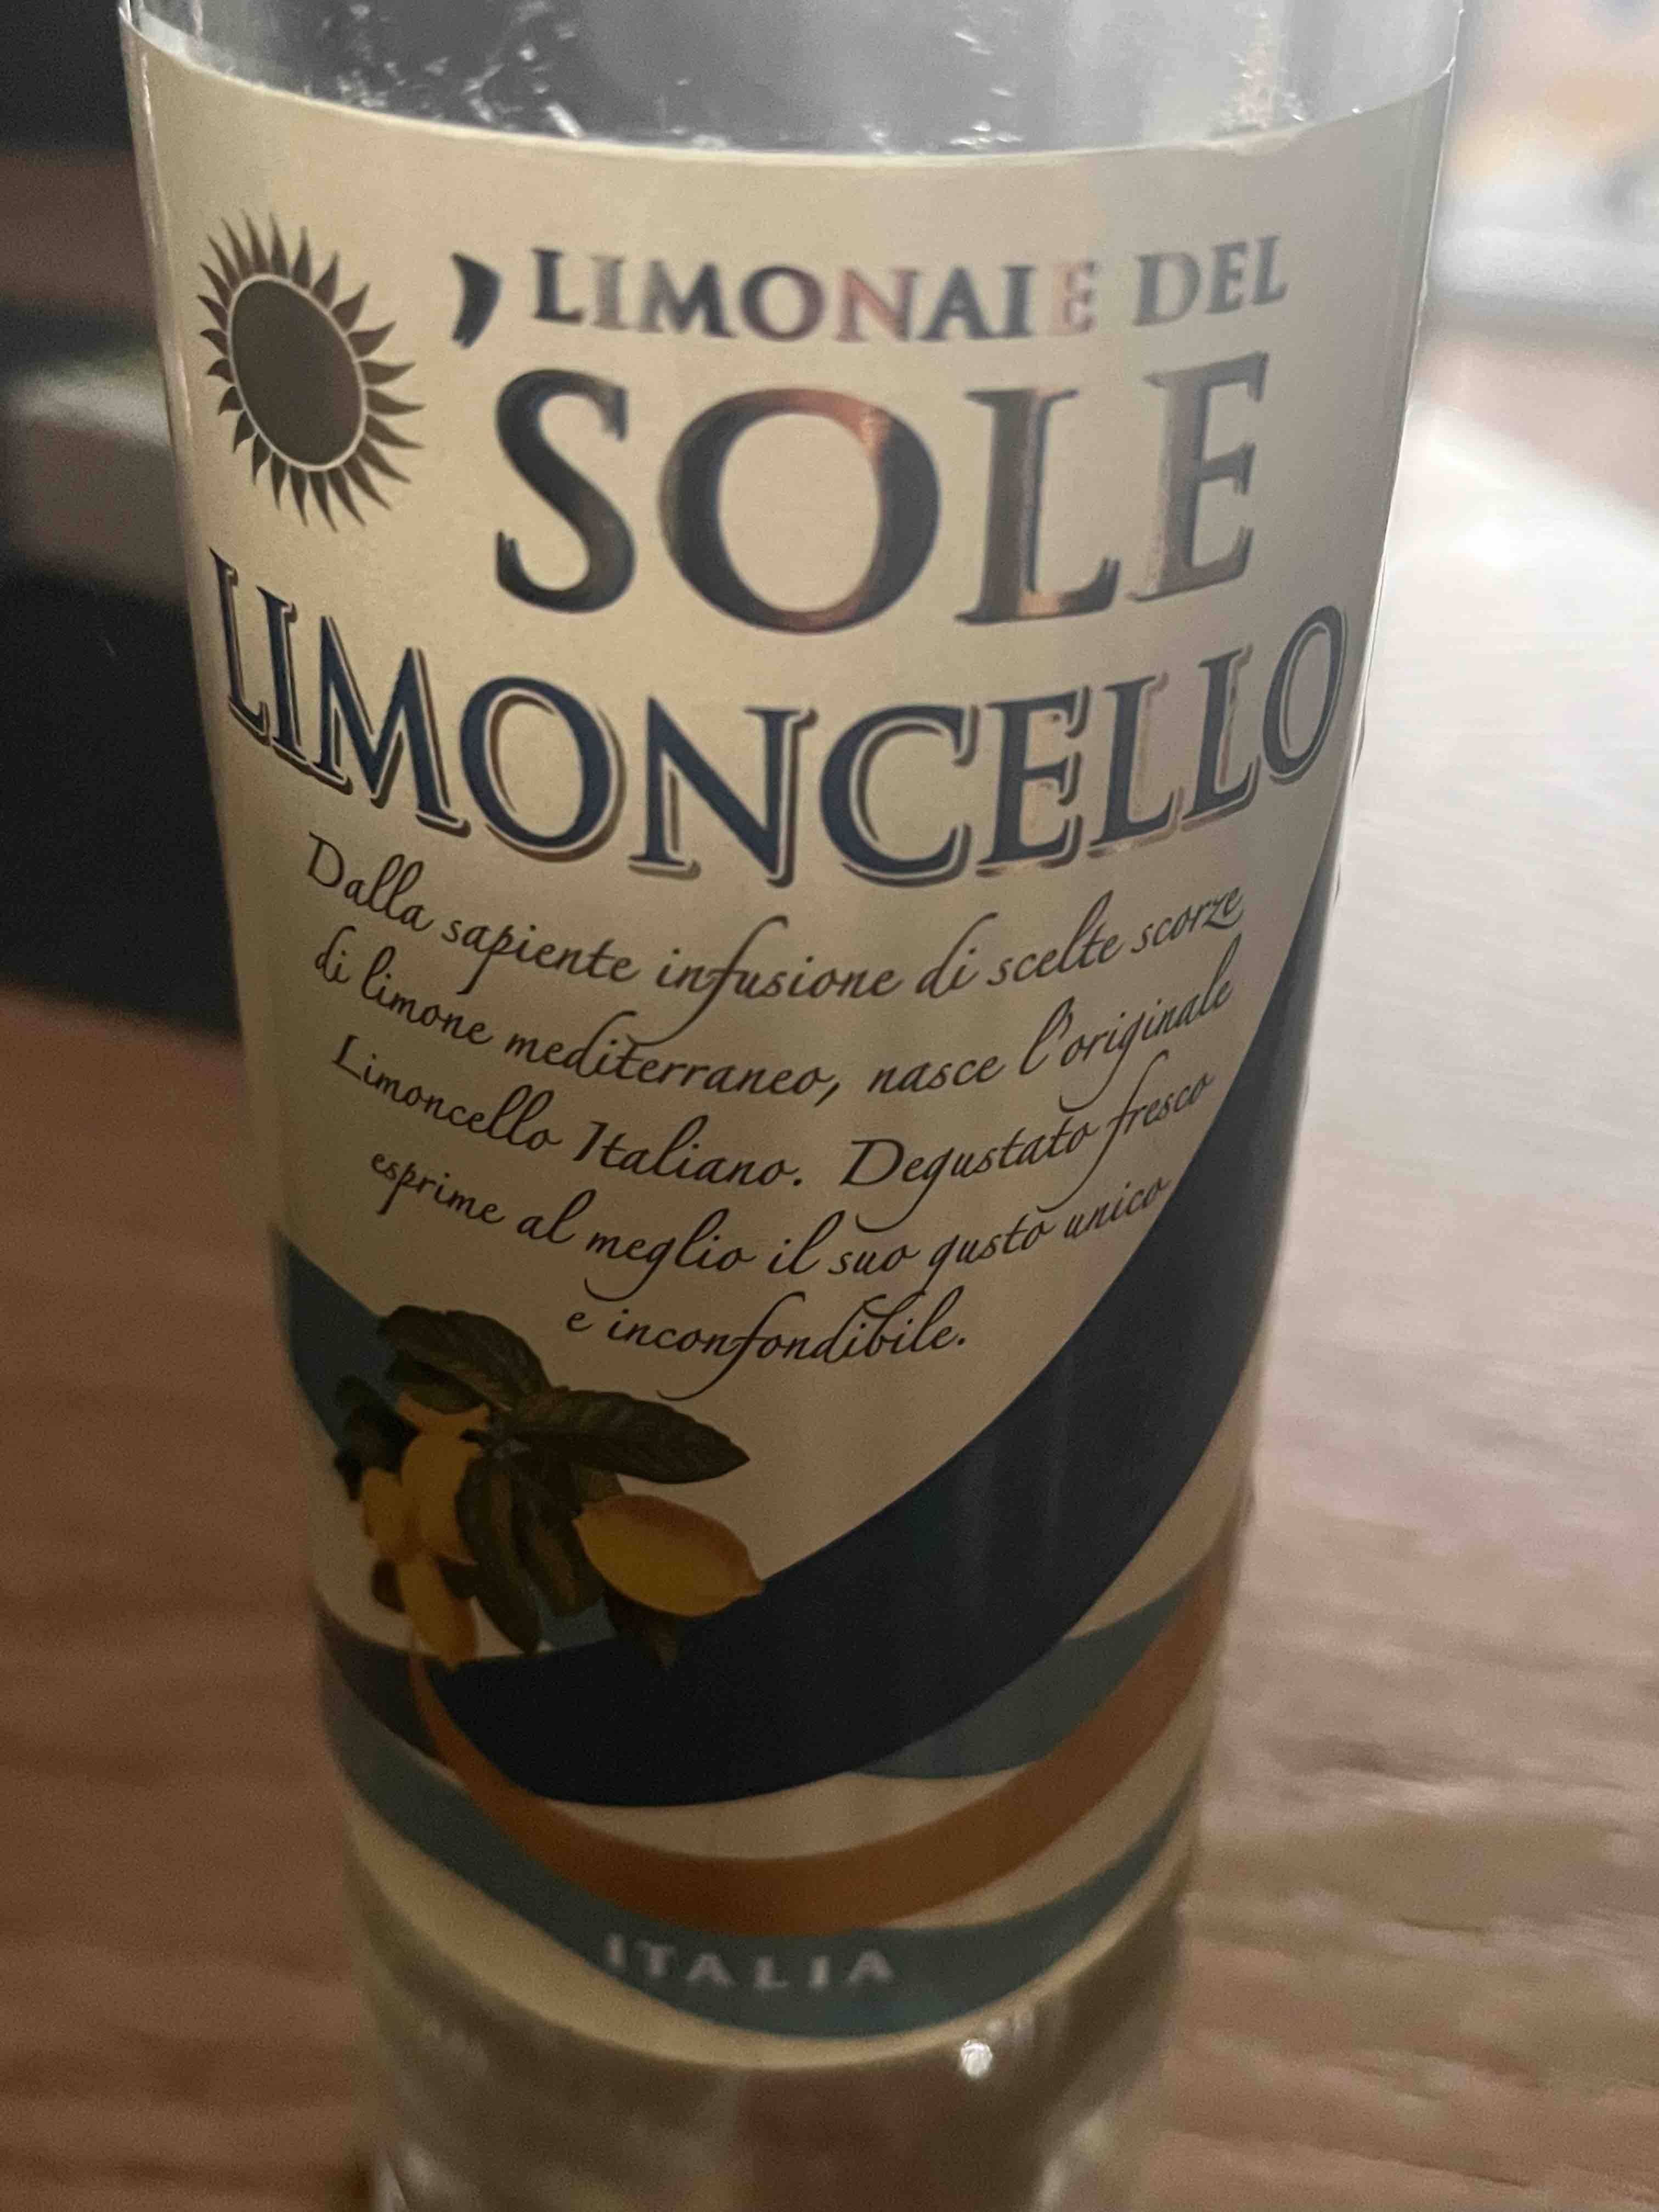 LIMONAIE DEL
SOLE
LIMONCELLO
Dalla sapiente infusione di scelte scorze
di limone mediterraneo, nasce l'originale
Limoncello Italiano. Degustato fresco
esprime al meglio il suo gusto unico
e inconfondibile.
ITALIA